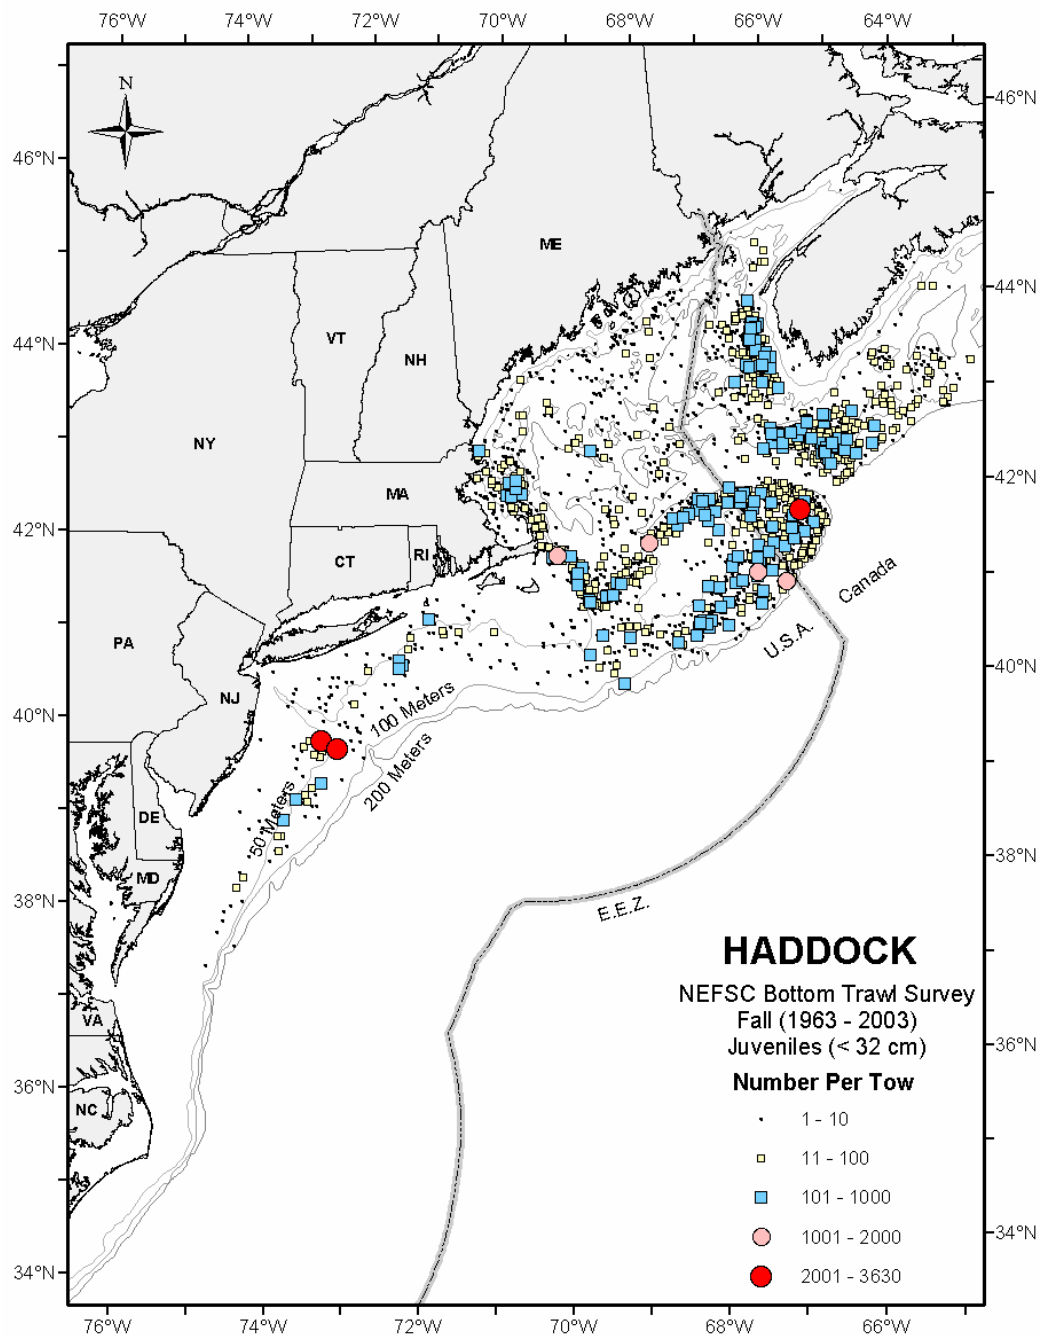 76°W 74°W 72°W 70°W 68°W 66°W 64°W
N
46°N
46°N
ME
44°N
VT
44°N
NH
NY
42°N
MA
42°N
CT
RI
Canada
PA
U.S.A.
40°N
NJ
40°N
100 Meters
200 Meters
50 Meters
DE
38°N
MD
38°N
E.E.Z.
HADDOCK
NEFSC Bottom Trawl Survey
Fall (1963 - 2003)
VA
36°N
Juveniles (< 32 cm)
36°N
Number Per Tow
NC
1 - 10
11 - 100
101 - 1000
1001 - 2000
34°N
34°N
2001 - 3630
76°W 74°W 72°W 70°W 68°W 66°W